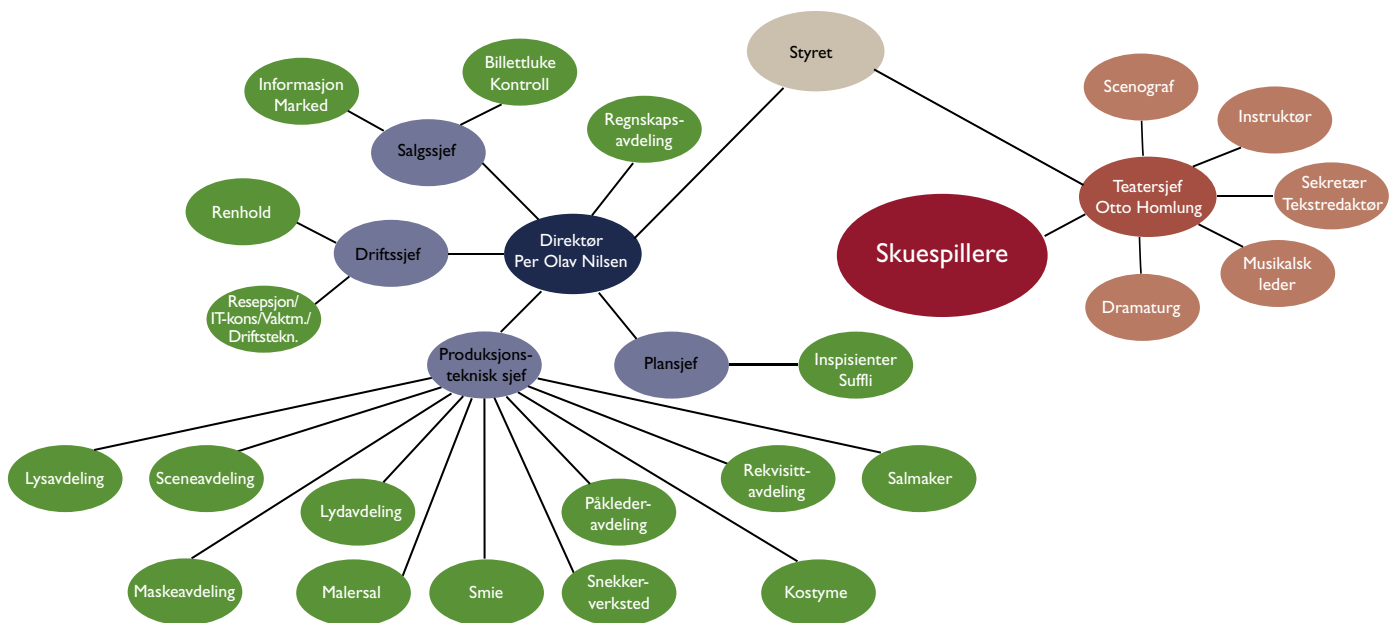 Styret
Informasjon
Marked
Billettluke
Kontroll
Salgssjef
Regnskaps-
avdeling
Renhold
Driftssjef
Resepsjon/
IT-kons/Vaktm./
Driftstekn.
Direktør
Per Olav Nilsen
Produksjons-
teknisk sjef
Plansjef
Inspisienter
Suffli
Skuespillere
Scenograf
Instruktør
Teatersjef
Otto Homlung
Sekretær
Tekstredaktør
Musikalsk
leder
Dramaturg
Lysavdeling
Sceneavdeling
Lydavdeling
Påkleder-
avdeling
Rekvisitt-
avdeling
Salmaker
Maskeavdeling
Malersal
Smie
Snekker-
verksted
Kostyme